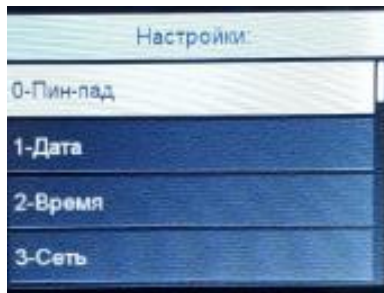 Настройки:
0-Пин-пад
1-Дата
2-Время
3-Сеть